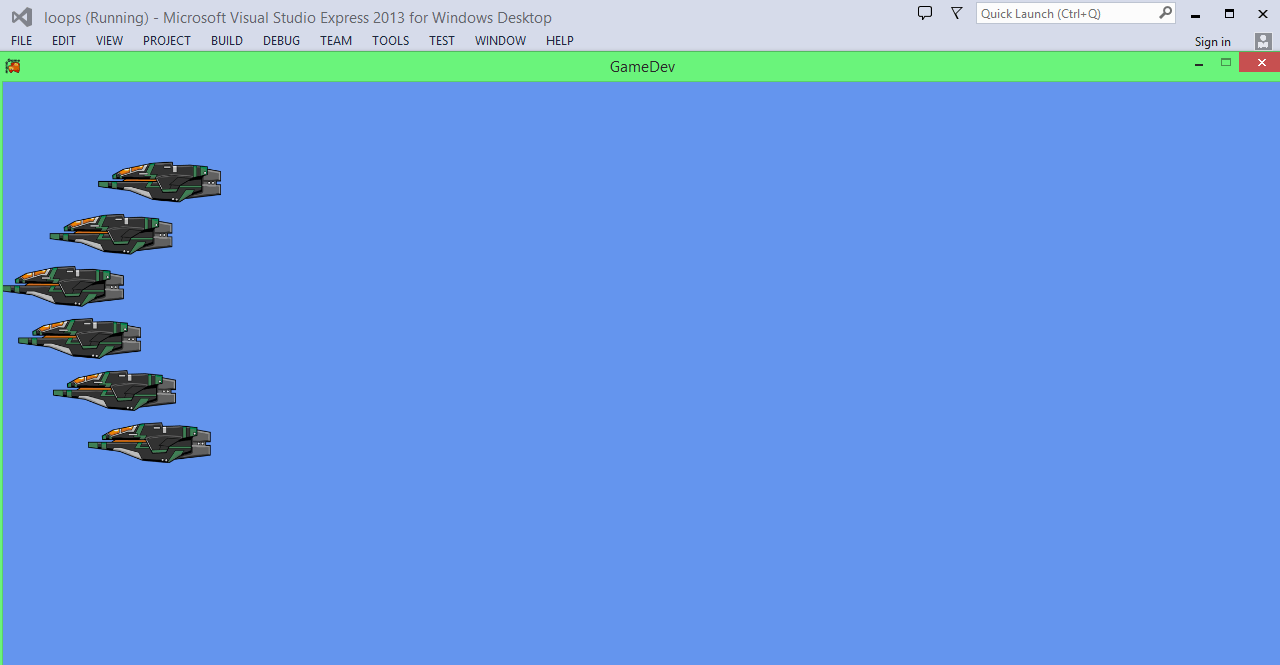 loops (Running) - Microsoft Visual Studio Express 2013 for Windows Desktop
Quick Launch (Ctrl+Q)
FILE EDIT VIEW PROJECT BUILD DEBUG TEAM TOOLS TEST WINDOW HELP
Sign in
GameDev